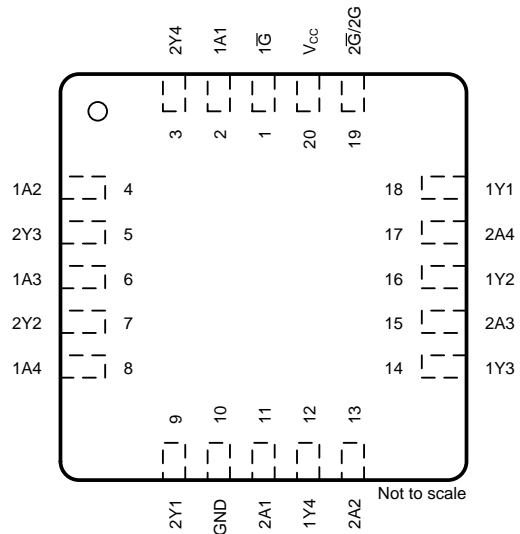 2Y4 1A1 1G̅ Vcc 2G̅/2G
3 2 1 20 19
1A2 4 18 1Y1
2Y3 5 17 2A4
1A3 6 16 1Y2
2Y2 7 15 2A3
1A4 8 14 1Y3
9 10 11 12 13
2Y1 GND 2A1 1Y4 2A2
Not to scale